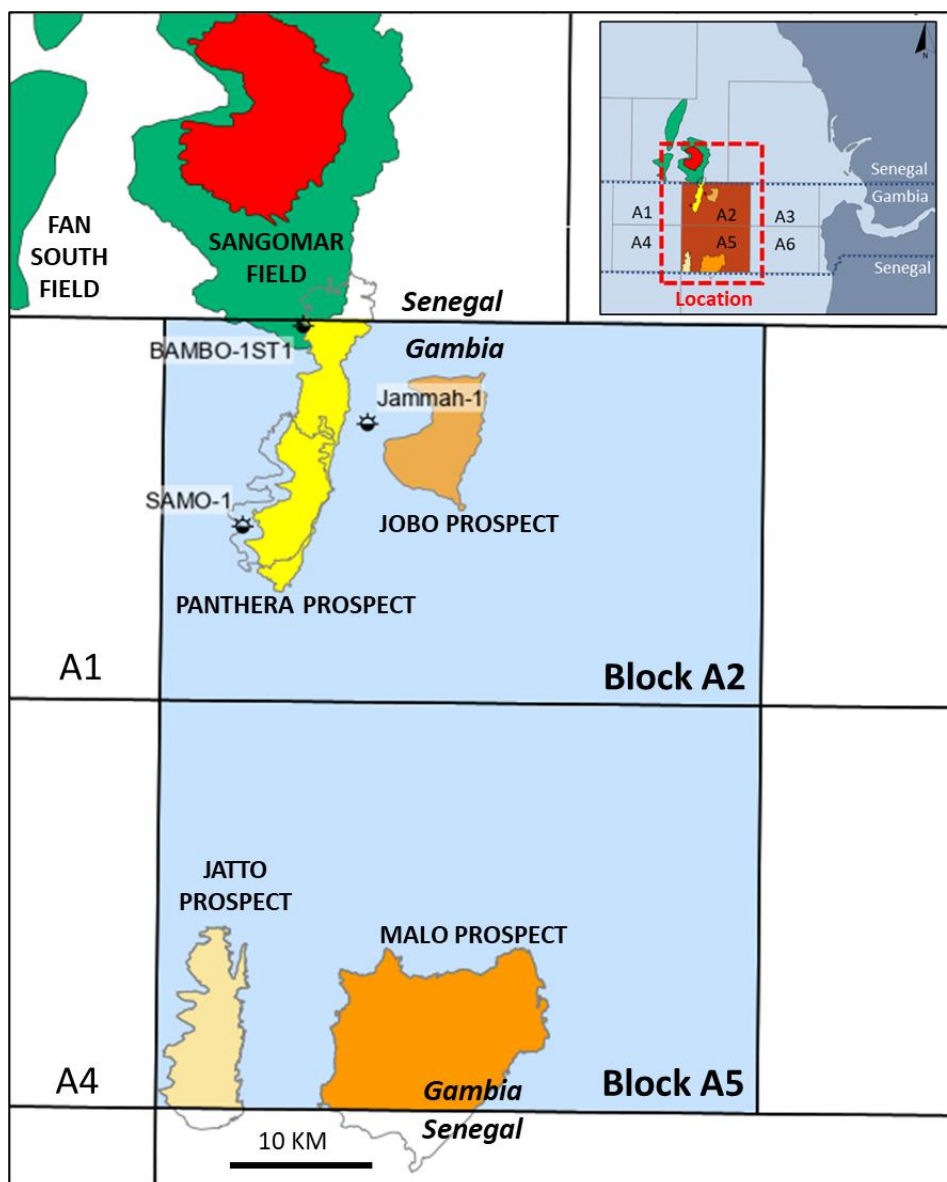 N
Senegal
Gambia
A1
A2
A3
A4
A5
A6
Senegal
Location
FAN
SOUTH
FIELD
SANGOMAR
FIELD
Senegal
Gambia
BAMBO-1ST1
Jammah-1
SAMO-1
JOBO PROSPECT
PANTHERA PROSPECT
A1
Block A2
JATTO
PROSPECT
MALO PROSPECT
A4
Gambia
Block A5
Senegal
10 KM